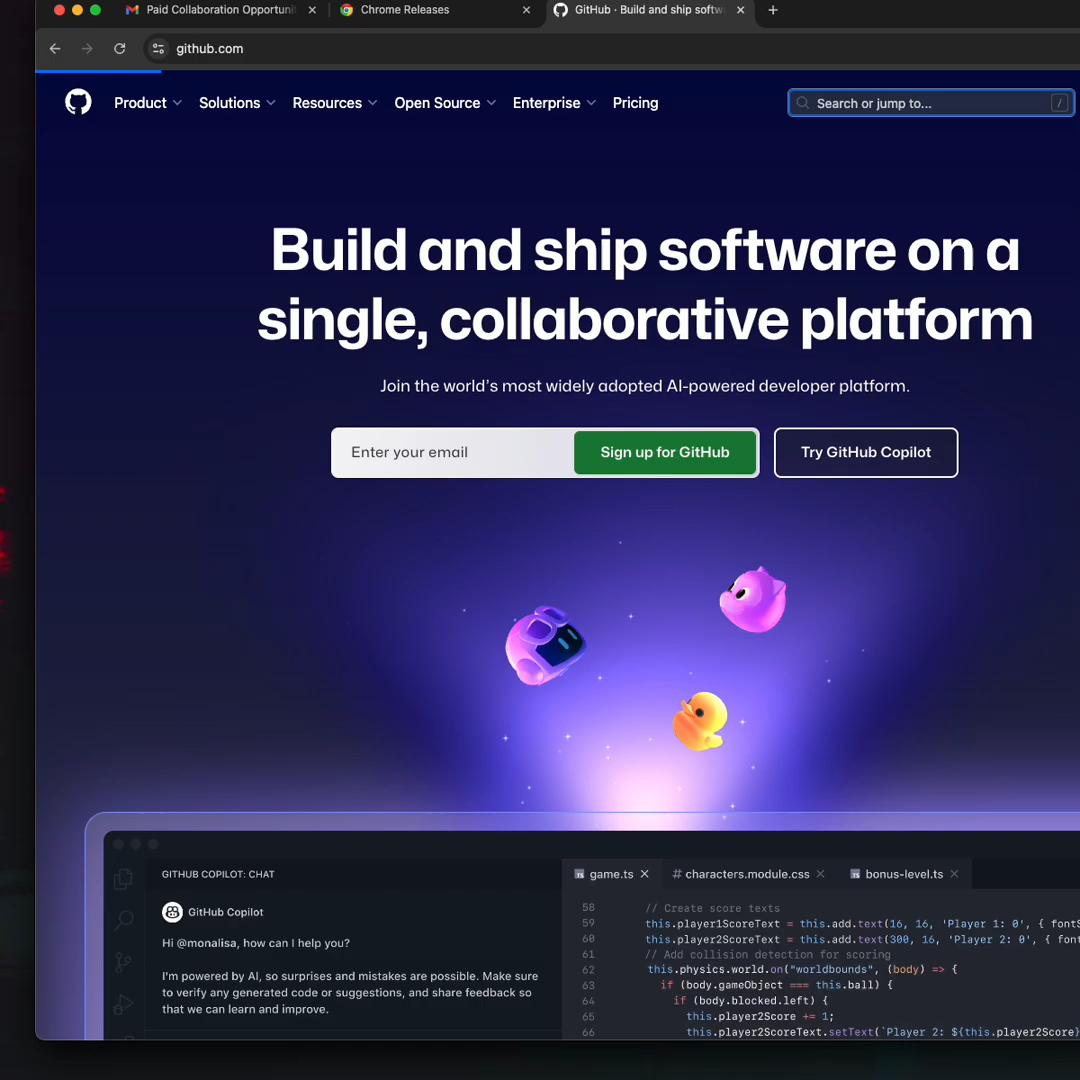 Paid Collaboration Opportuni
Chrome Releases
GitHub · Build and ship softw
github.com
Product
Solutions
Resources
Open Source
Enterprise
Pricing
Search or jump to...
/
Build and ship software on a
single, collaborative platform
Join the world’s most widely adopted AI-powered developer platform.
Enter your email
Sign up for GitHub
Try GitHub Copilot
GITHUB COPILOT: CHAT
GitHub Copilot
Hi @monalisa, how can I help you?
I'm powered by AI, so surprises and mistakes are possible. Make sure
to verify any generated code or suggestions, and share feedback so
that we can learn and improve.
TS game.ts
# characters.module.css
TS bonus-level.ts
58 // Create score texts
59 this.player1ScoreText = this.add.text(16, 16, 'Player 1: 0', { fontS
60 this.player2ScoreText = this.add.text(300, 16, 'Player 2: 0', { fo
61 // Add collision detection for scoring
62 this.physics.world.on("worldbounds", (body) => {
63 if (body.gameObject === this.ball) {
64 if (body.blocked.left) {
65 this.player2Score += 1;
66 this.player2ScoreText.setText(`Player 2: ${this.player2Score}